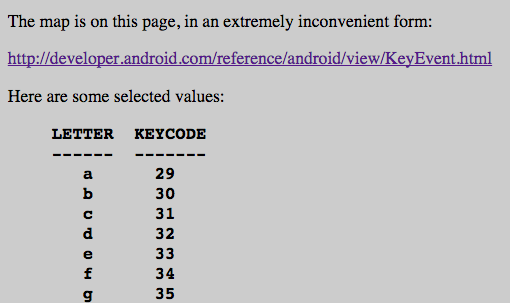 The map is on this page, in an extremely inconvenient form:
http://developer.android.com/reference/android/view/KeyEvent.html
Here are some selected values:
LETTER KEYCODE
------ -------
a 29
b 30
c 31
d 32
e 33
f 34
g 35